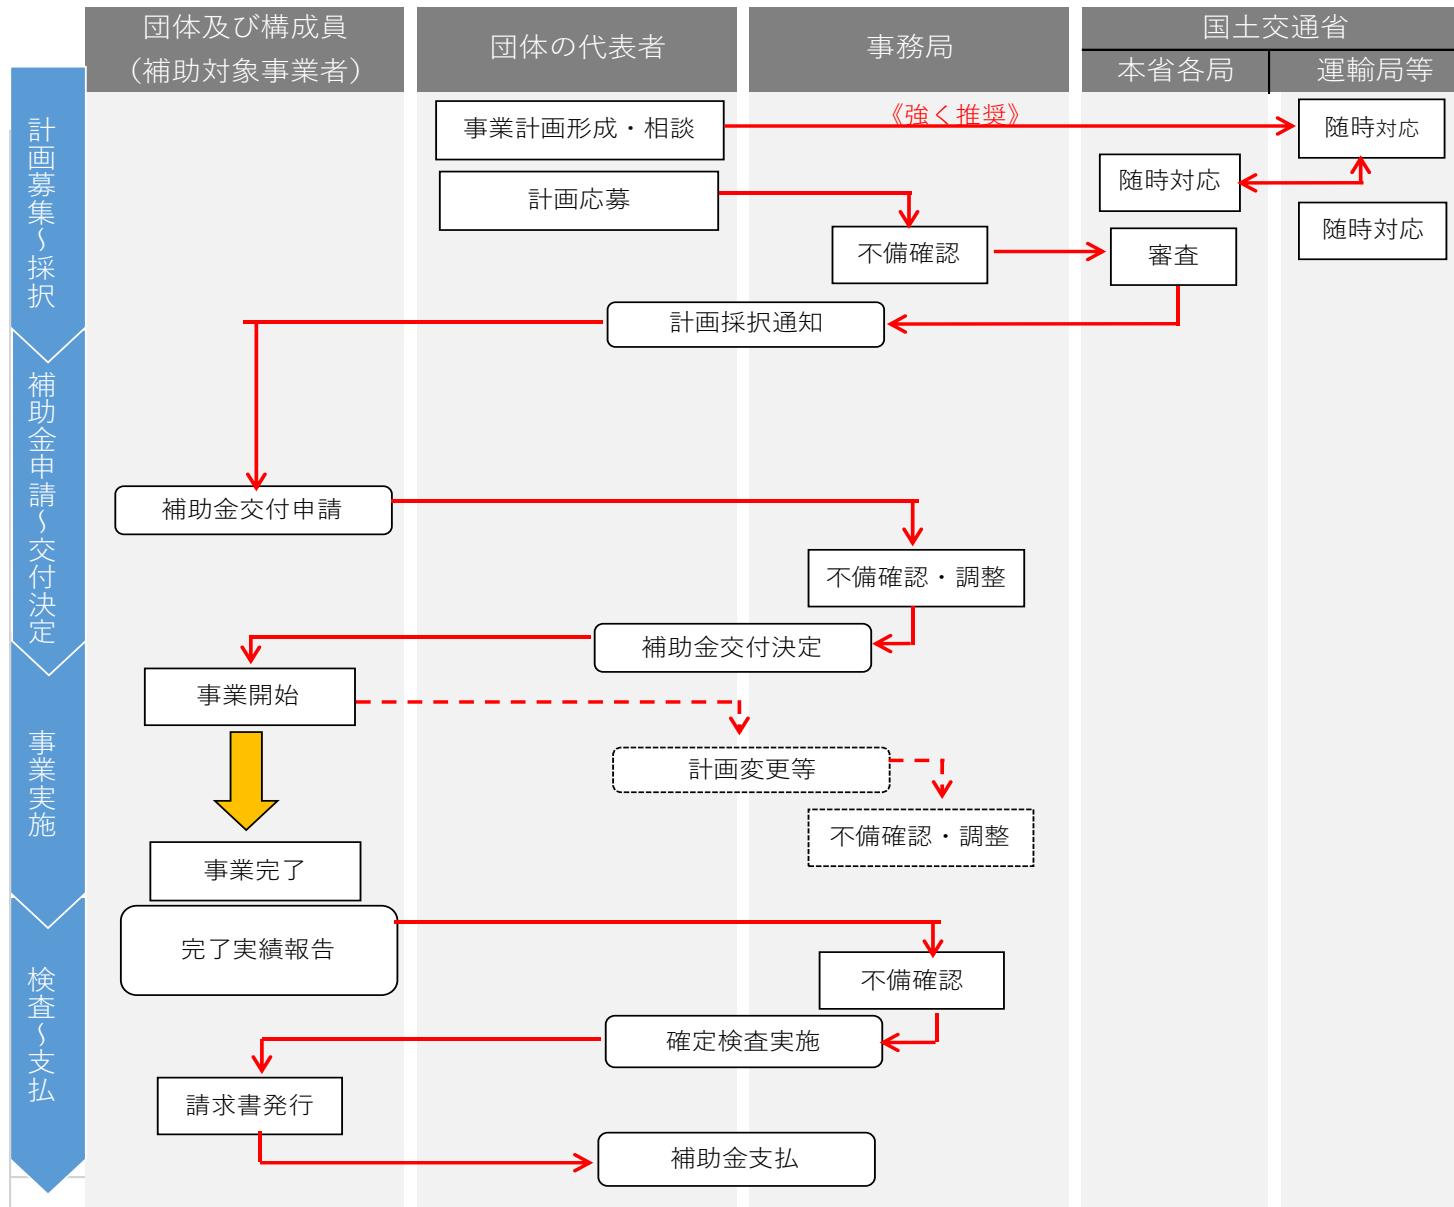 団体及び構成員
（補助対象事業者）
団体の代表者
事務局
国土交通省
本省各局
運輸局等
計画募集～採択
事業計画形成・相談
《強く推奨》
随時対応
随時対応
計画応募
随時対応
不備確認
審査
計画採択通知
補助金申請～交付決定
補助金交付申請
不備確認・調整
補助金交付決定
事業実施
事業開始
計画変更等
不備確認・調整
事業完了
検査～支払
完了実績報告
不備確認
確定検査実施
請求書発行
補助金支払